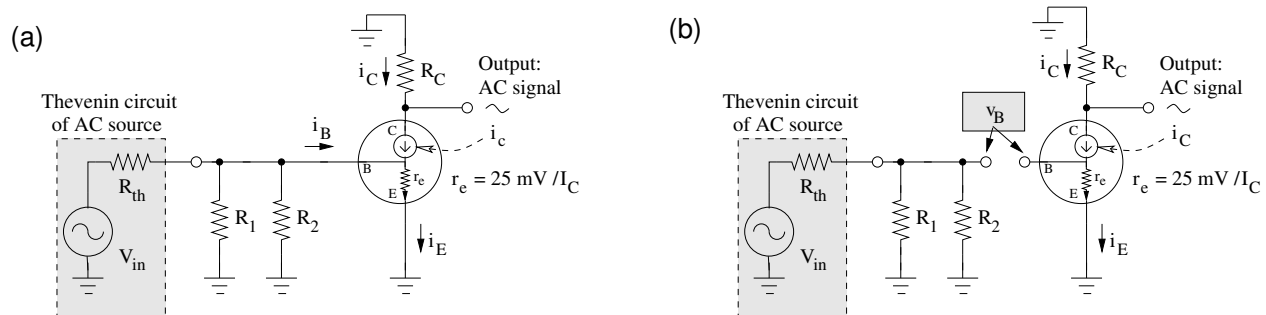 (a)
Thevenin circuit
of AC source
R_th
V_in
i_B
R_1
R_2
i_C
R_C
Output:
AC signal
C
B
E
r_e
i_c
r_e = 25 mV /I_C
i_E
(b)
Thevenin circuit
of AC source
R_th
V_in
R_1
R_2
v_B
i_C
R_C
Output:
AC signal
C
B
E
r_e
i_C
r_e = 25 mV/I_C
i_E